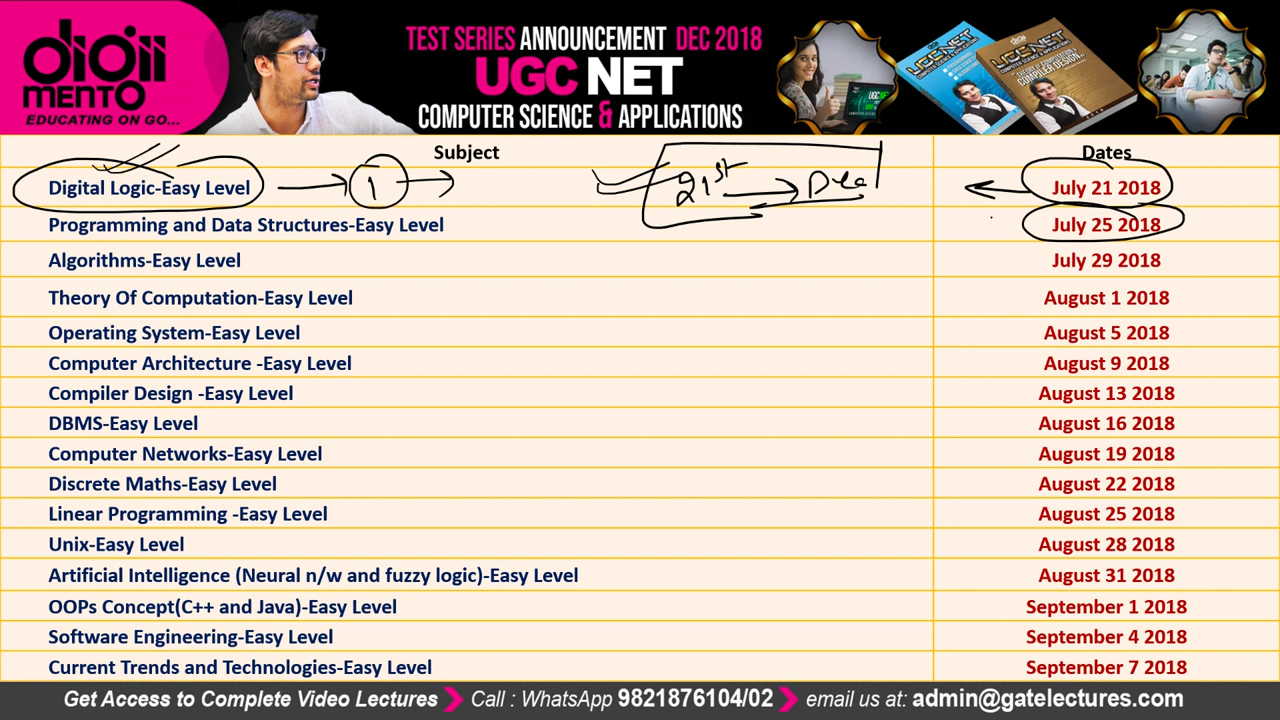 digii
MENTO
EDUCATING ON GO...
TEST SERIES ANNOUNCEMENT DEC 2018
UGC NET
COMPUTER SCIENCE & APPLICATIONS
Subject Dates
Digital Logic-Easy Level 1 21st Dec July 21 2018
Programming and Data Structures-Easy Level July 25 2018
Algorithms-Easy Level July 29 2018
Theory Of Computation-Easy Level August 1 2018
Operating System-Easy Level August 5 2018
Computer Architecture -Easy Level August 9 2018
Compiler Design -Easy Level August 13 2018
DBMS-Easy Level August 16 2018
Computer Networks-Easy Level August 19 2018
Discrete Maths-Easy Level August 22 2018
Linear Programming -Easy Level August 25 2018
Unix-Easy Level August 28 2018
Artificial Intelligence (Neural n/w and fuzzy logic)-Easy Level August 31 2018
OOPs Concept(C++ and Java)-Easy Level September 1 2018
Software Engineering-Easy Level September 4 2018
Current Trends and Technologies-Easy Level September 7 2018
Get Access to Complete Video Lectures Call : WhatsApp 9821876104/02 email us at: admin@gatelectures.com